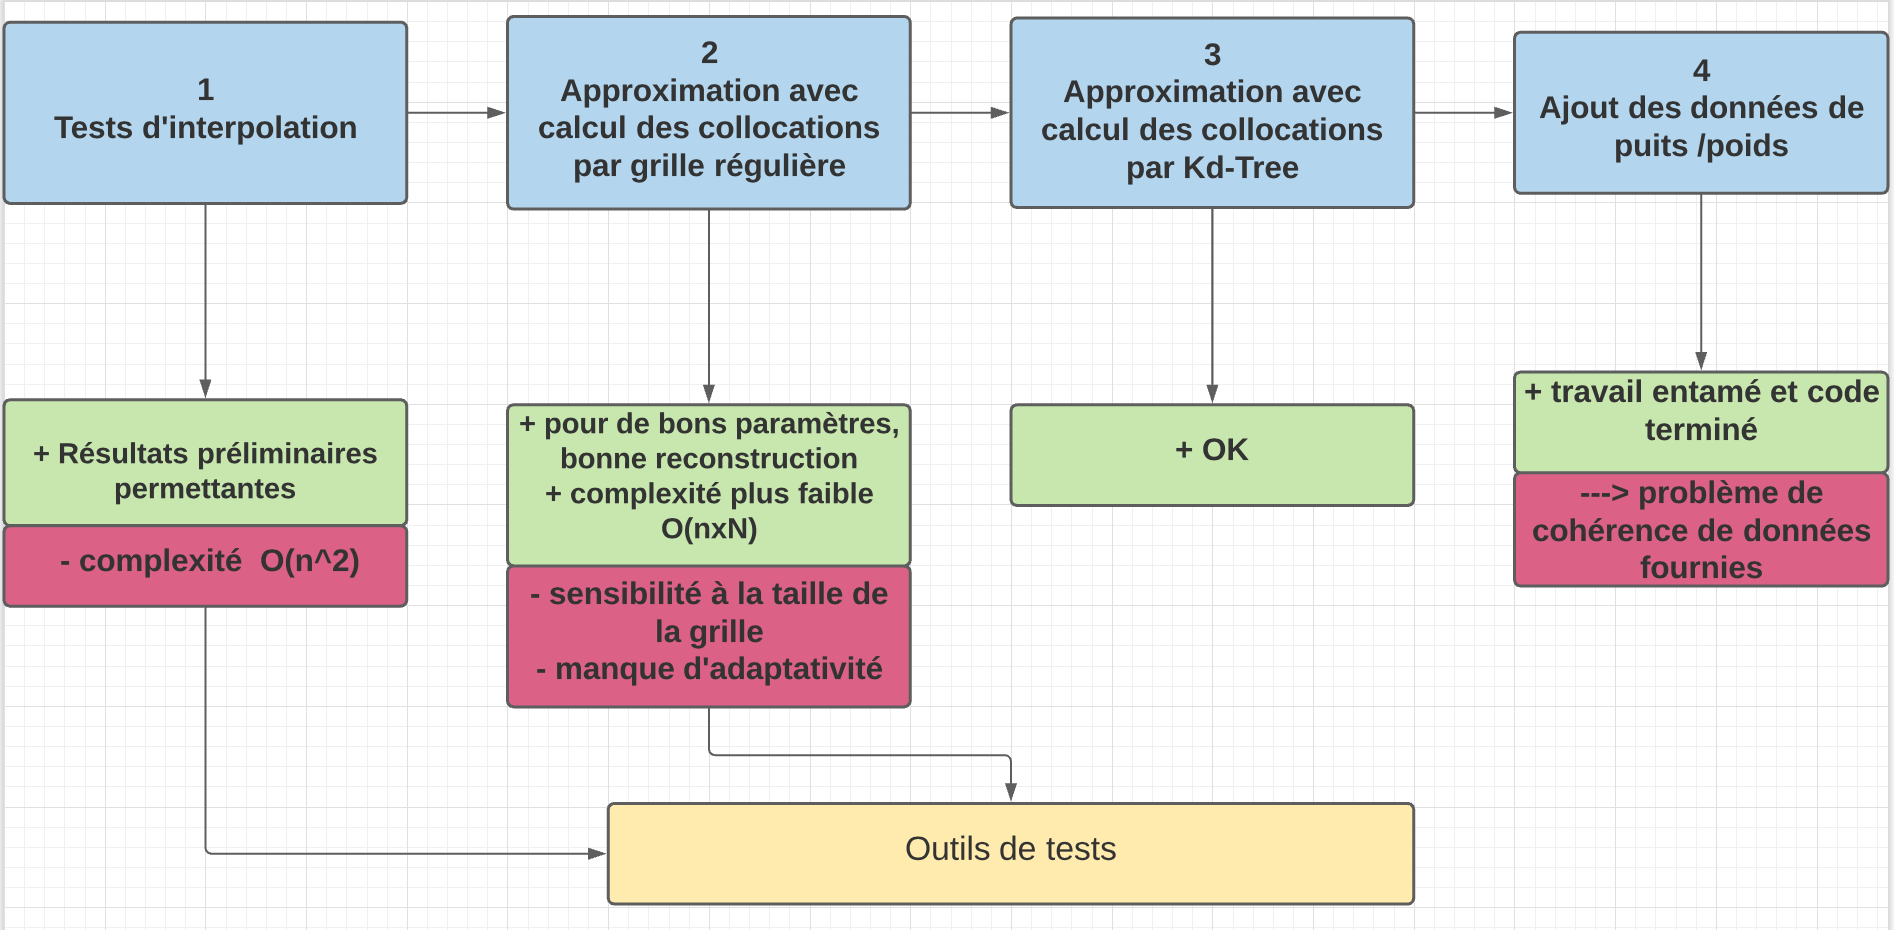 1
Tests d'interpolation
2
Approximation avec
calcul des collocations
par grille régulière
3
Approximation avec
calcul des collocations
par Kd-Tree
4
Ajout des données de
puits /poids
+ Résultats préliminaires
permettantes
- complexité  O(n^2)
+ pour de bons paramètres,
bonne reconstruction
+ complexité plus faible
O(nxN)
- sensibilité à la taille de
la grille
- manque d'adaptativité
+ OK
+ travail entamé et code
terminé
---> problème de
cohérence de données
fournies
Outils de tests